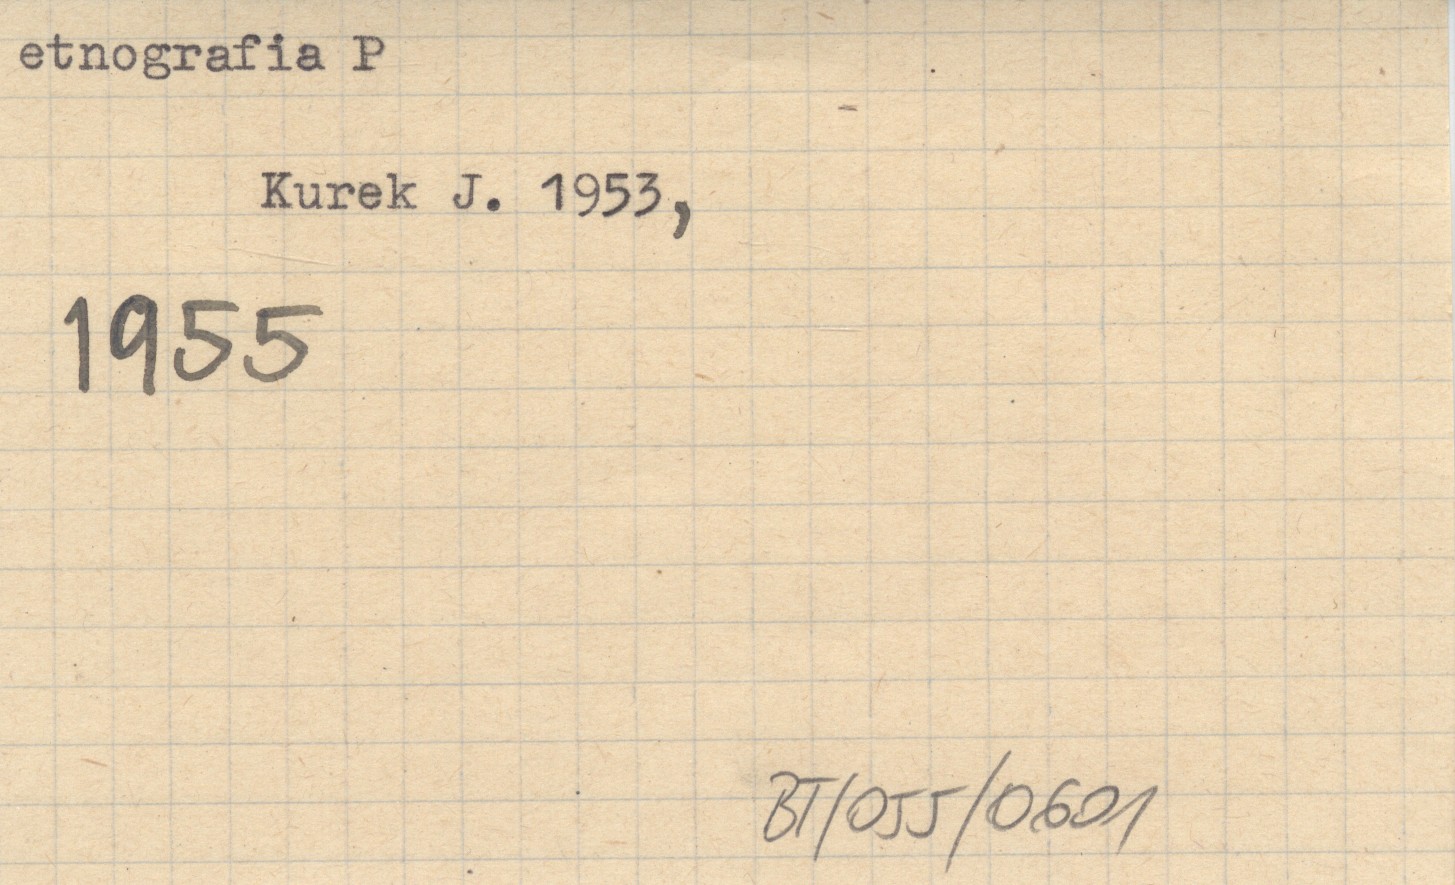 etnografia P
Kurek J. 1953,
1955
BT/055/0601